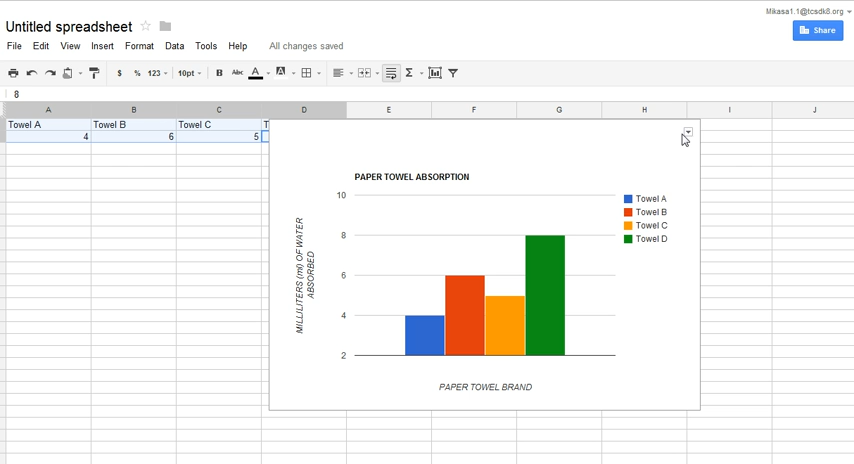 Mikasa1.1@tcsdk8.org
Untitled spreadsheet
Share
File Edit View Insert Format Data Tools Help All changes saved
$ % 123 10pt B Abc A A Σ
8
A B C D E F G H I J
Towel A Towel B Towel C T
4 6 5
PAPER TOWEL ABSORPTION
10
8
6
4
2
MILLILITERS (ml) OF WATER
ABSORBED
PAPER TOWEL BRAND
Towel A
Towel B
Towel C
Towel D